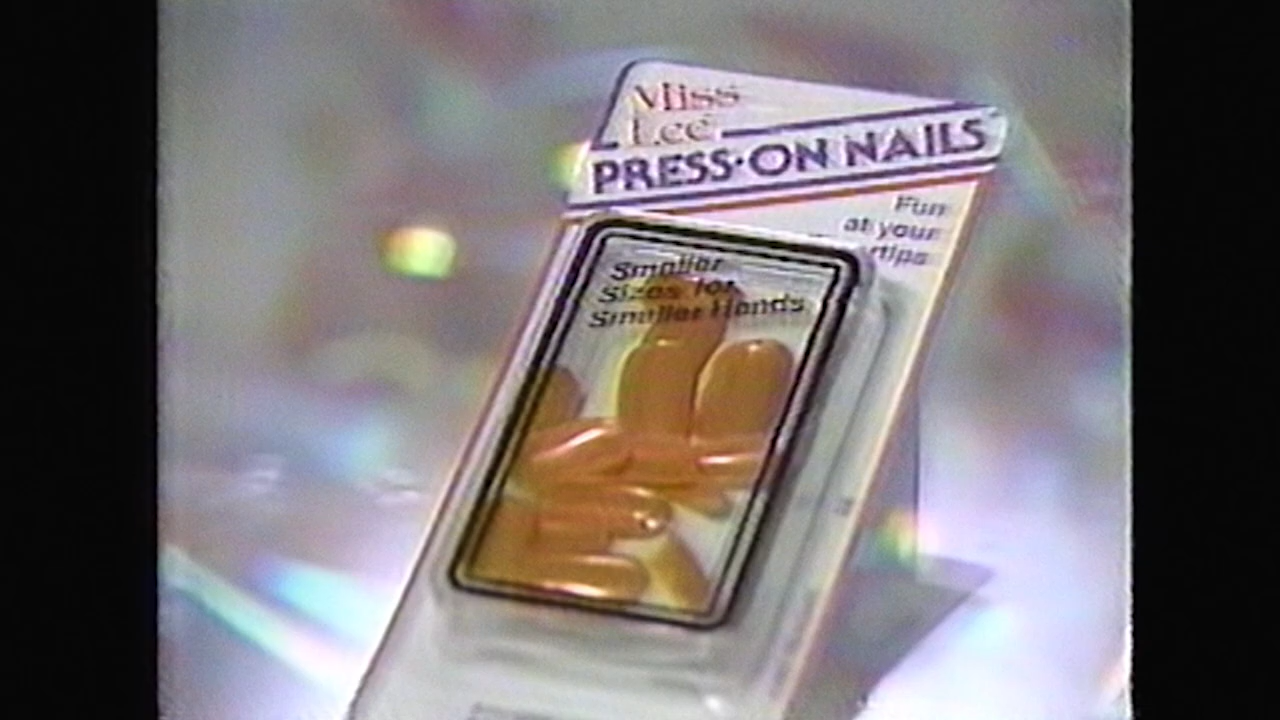 Miss
Lee
PRESS·ON NAILS
Fun
at your
Smaller
Sizes for
Smaller Hands